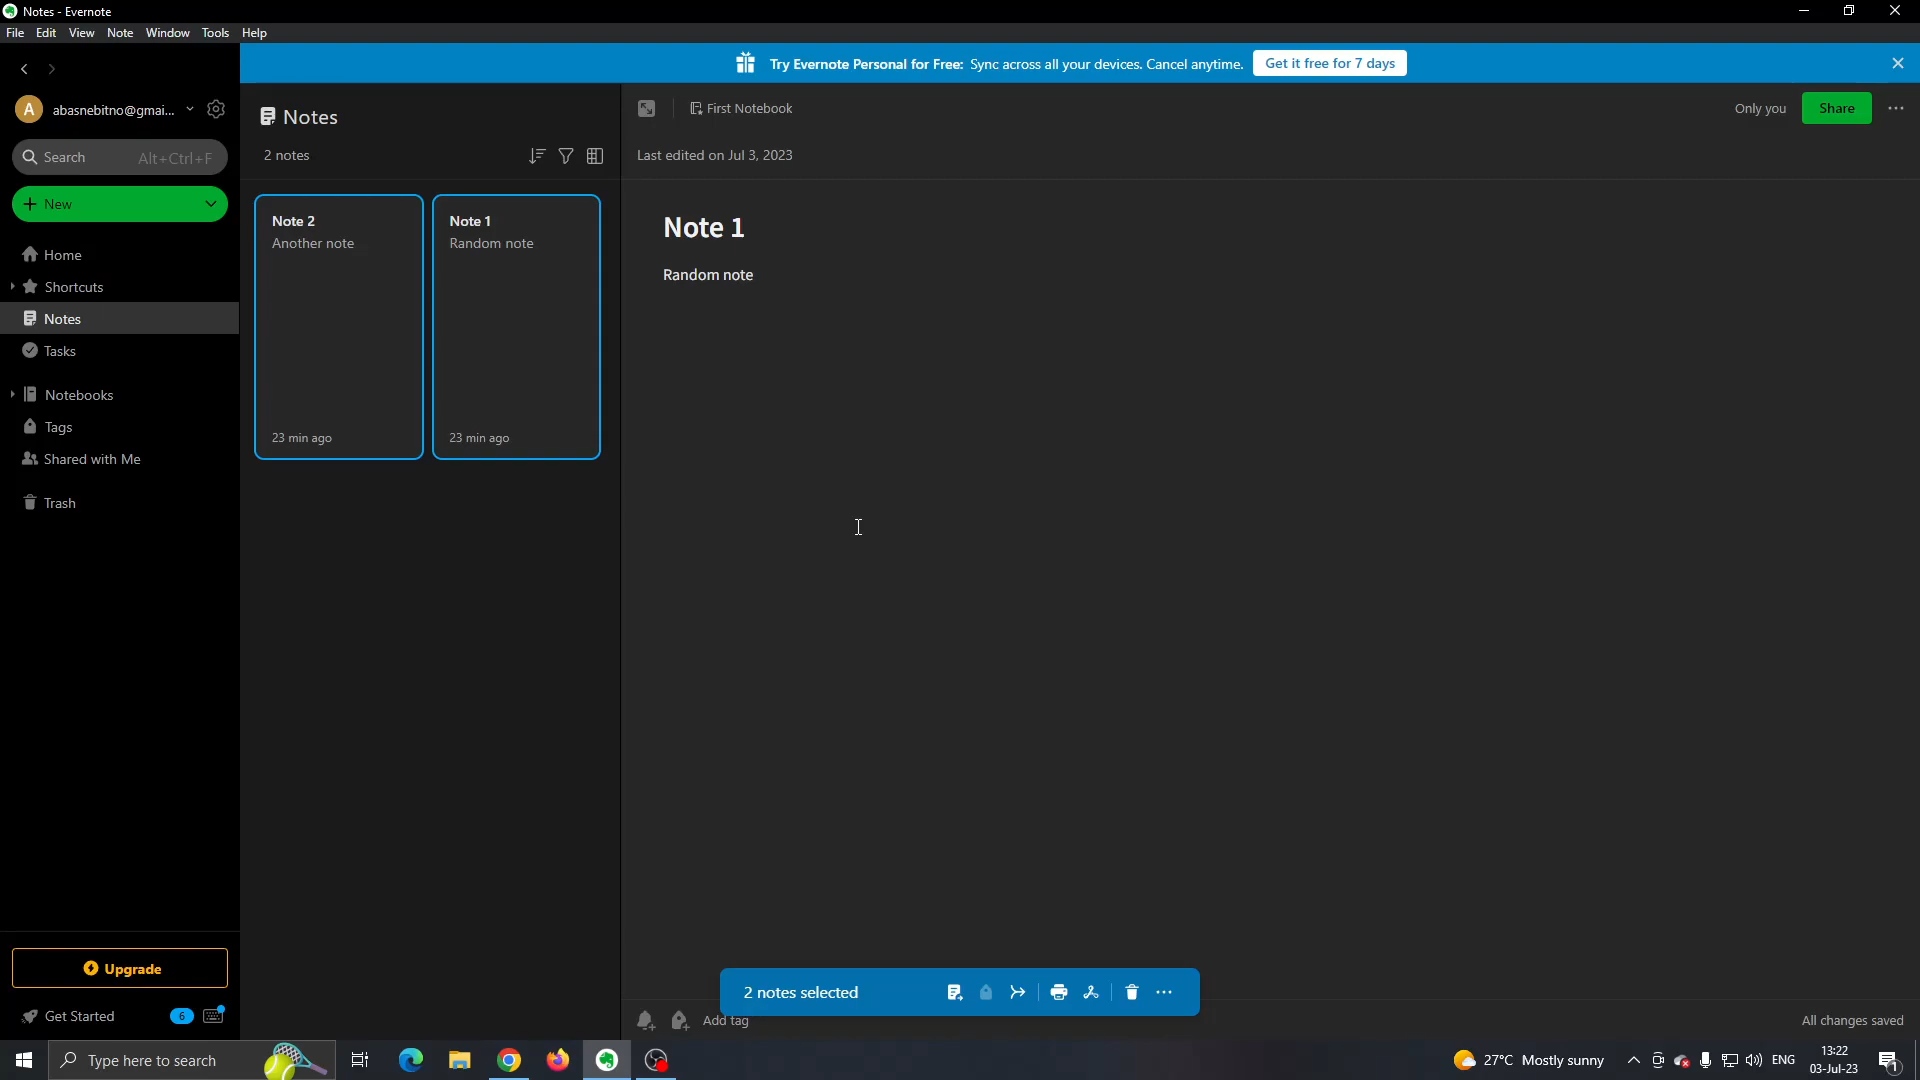 Notes - Evernote
File Edit View Note Window Tools Help
Try Evernote Personal for Free: Sync across all your devices. Cancel anytime. Get it free for 7 days
A abasnebitno@gmai...
Search Alt+Ctrl+F
New
Home
Shortcuts
Notes
Tasks
Notebooks
Tags
Shared with Me
Trash
Upgrade
Get Started 6
Notes
2 notes
Note 2
Another note
23 min ago
Note 1
Random note
23 min ago
First Notebook
Only you Share
Last edited on Jul 3, 2023
Note 1
Random note
2 notes selected
Add tag
All changes saved
Type here to search
27°C Mostly sunny
ENG
13:22
03-Jul-23
1